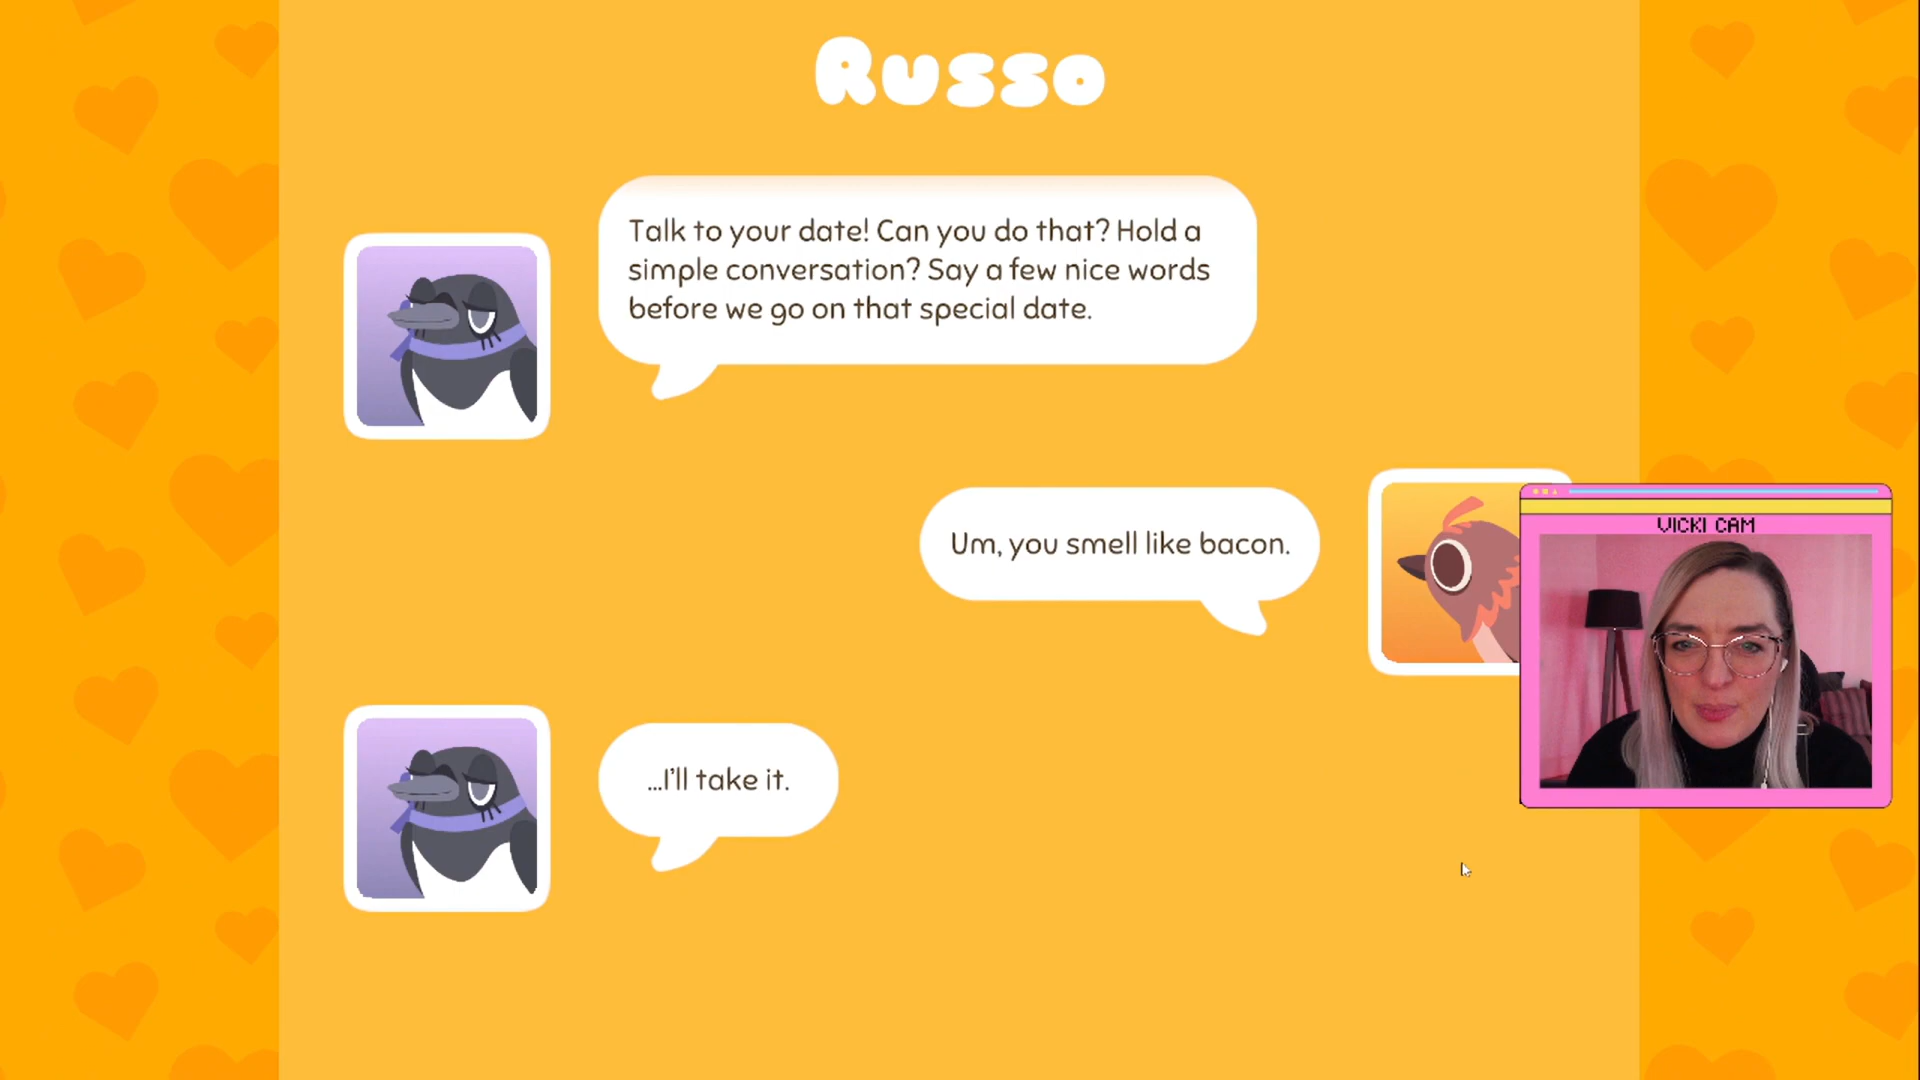 Russo
Talk to your date! Can you do that? Hold a
simple conversation? Say a few nice words
before we go on that special date.
Um, you smell like bacon.
VICKI CAM
...I'll take it.